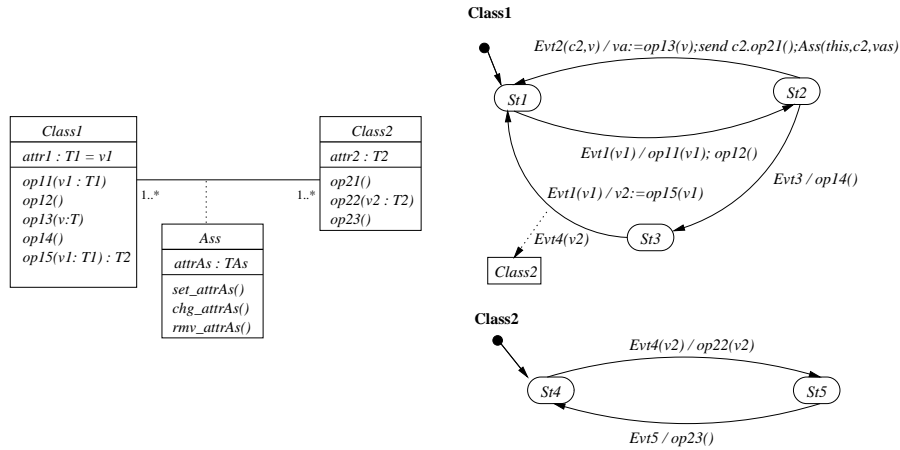 Class1
Class2
attr1 : T1 = v1
attr2 : T2
op11(v1 : T1)
op12()
op13(v:T)
op14()
op15(v1: T1) : T2
op21()
op22(v2 : T2)
op23()
1..*
1..*
Ass
attrAs : TAs
set_attrAs()
chg_attrAs()
rmv_attrAs()
Class1
Evt2(c2,v) / va:=op13(v);send c2.op21();Ass(this,c2,vas)
St1
St2
Evt1(v1) / op11(v1); op12()
Evt3 / op14()
Evt1(v1) / v2:=op15(v1)
Evt4(v2)
St3
Class2
Class2
Evt4(v2) / op22(v2)
St4
St5
Evt5 / op23()